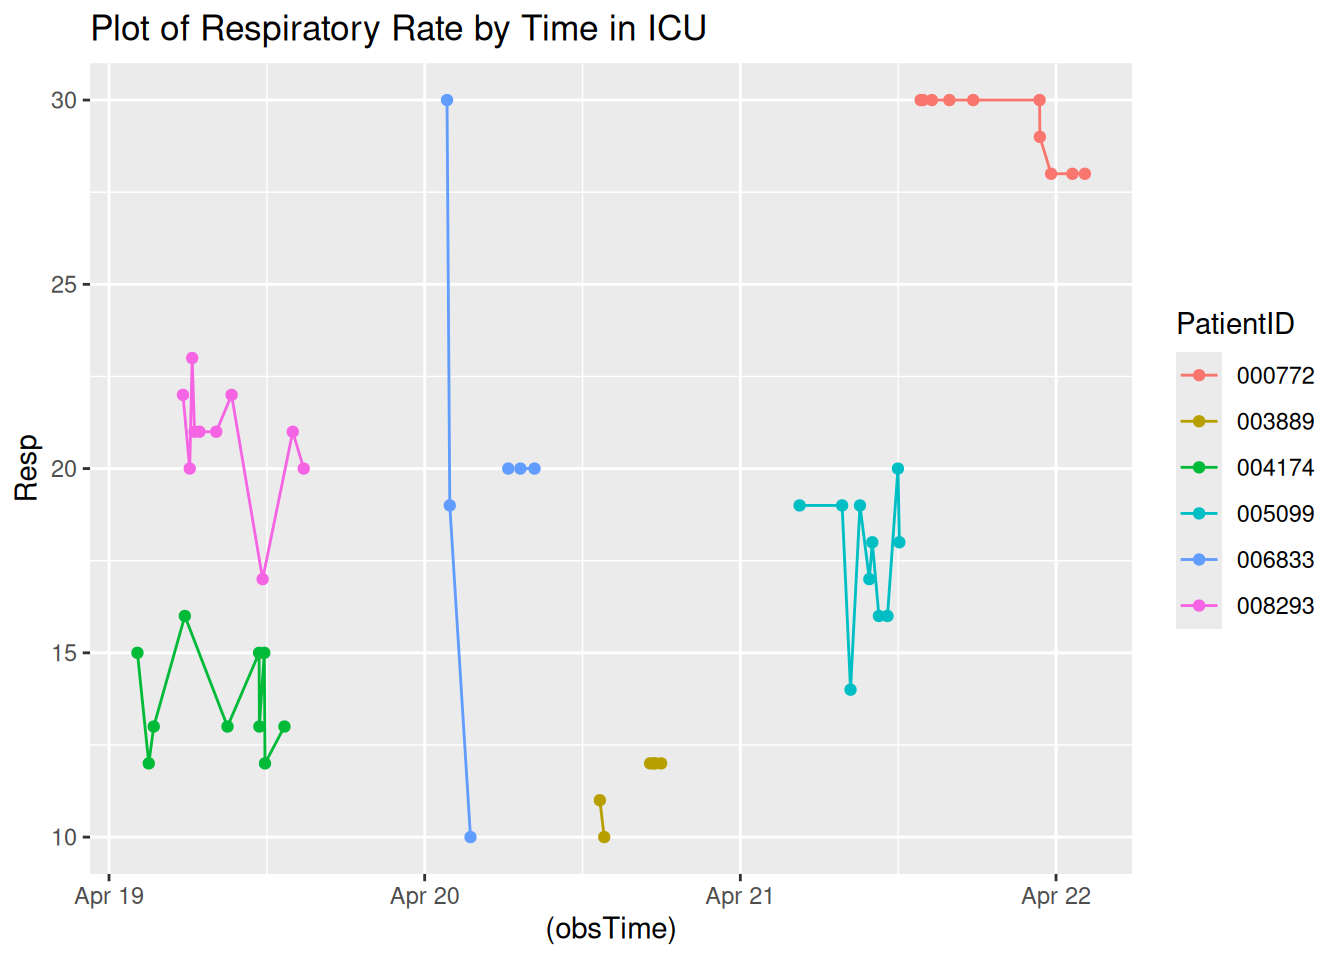 Plot of Respiratory Rate by Time in ICU
30
25
20
15
10
Resp
Apr 19
Apr 20
Apr 21
Apr 22
(obsTime)
PatientID
000772
003889
004174
005099
006833
008293